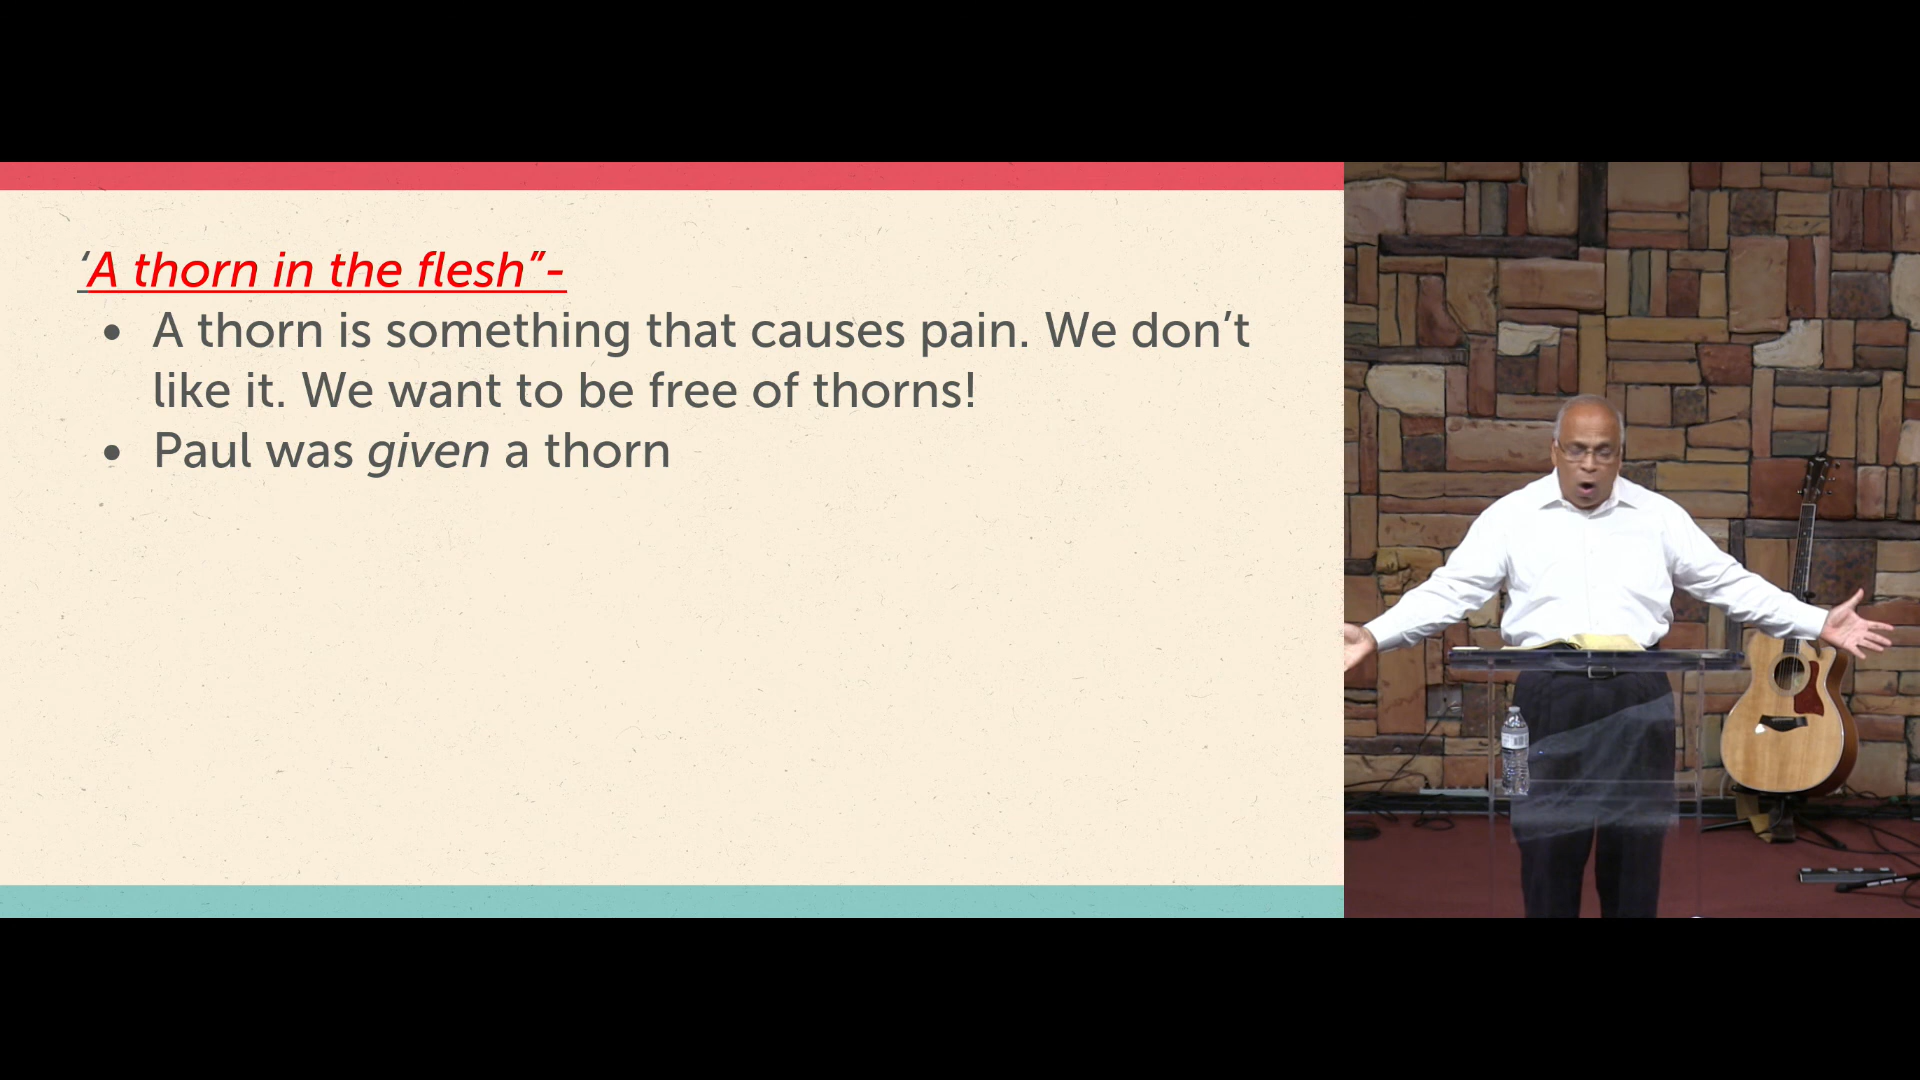 ‘A thorn in the flesh”-
• A thorn is something that causes pain. We don’t
like it. We want to be free of thorns!
• Paul was given a thorn